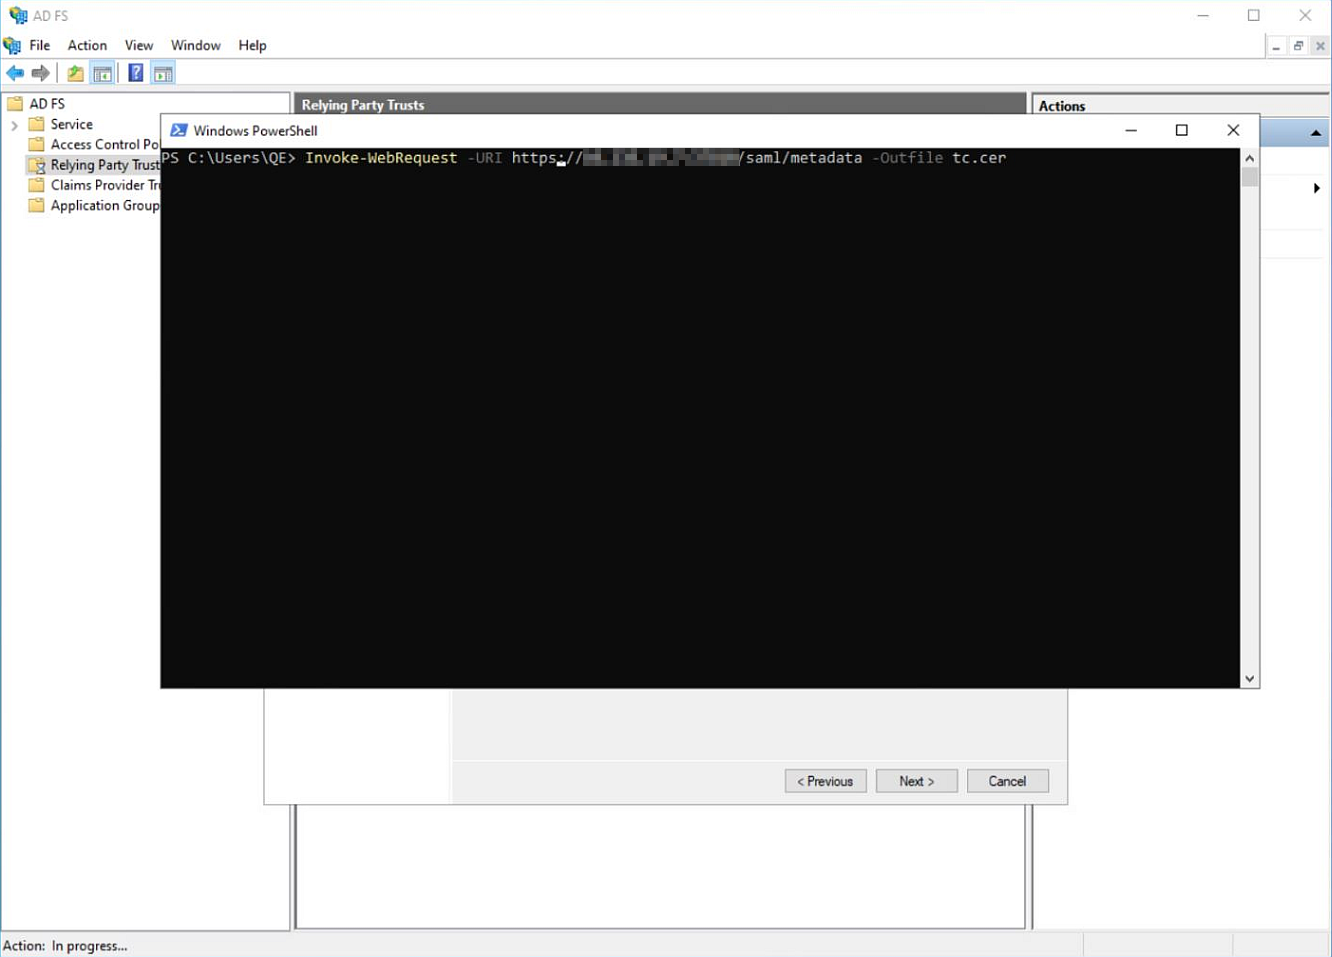 AD FS
File Action View Window Help
AD FS
Service
Access Control Po
Relying Party Trust
Claims Provider Tru
Application Group
Relying Party Trusts
Actions
Windows PowerShell
PS C:\Users\QE> Invoke-WebRequest -URI https:// /saml/metadata -Outfile tc.cer
< Previous Next > Cancel
Action: In progress...